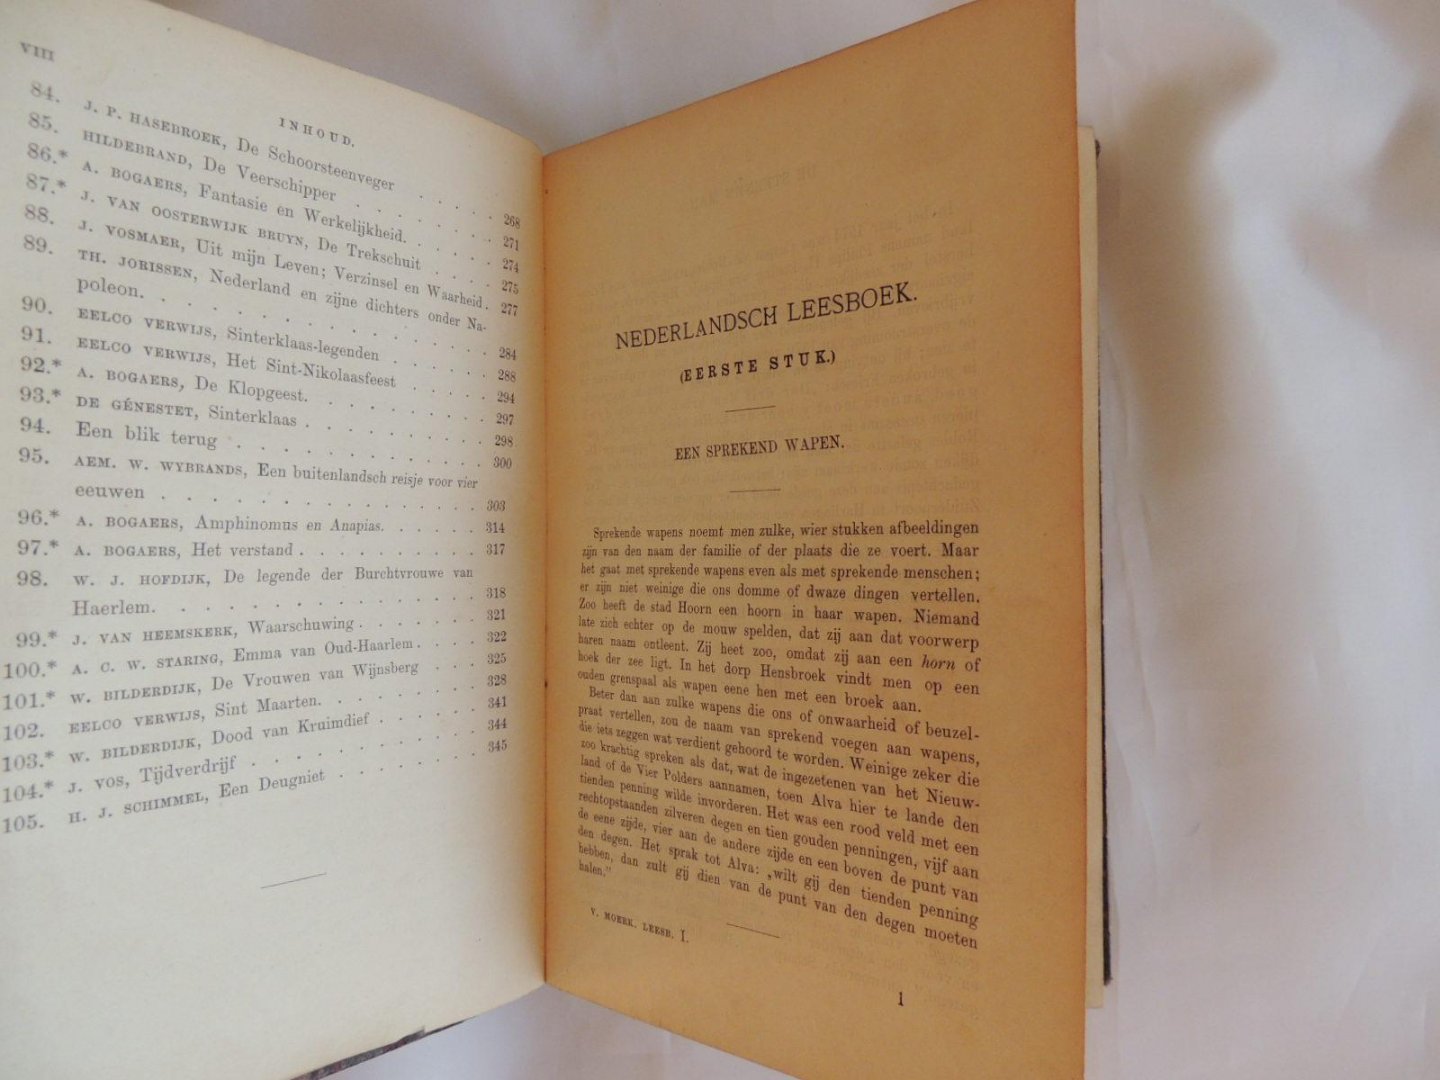 VIII
INHOUD.
84. J. P. HASEBROEK, De Schoorsteenveger . . . . . 268
85. HILDEBRAND, De Veerschipper . . . . . . . 271
86.* A. BOGAERS, Fantasie en Werkelijkheid. . . . . 274
87.* J. VAN OOSTERWIJK BRUYN, De Trekschuit . . . . 275
88. J. VOSMAER, Uit mijn Leven; Verzinsel en Waarheid . 277
89. TH. JORISSEN, Nederland en zijne dichters onder Na-
poleon. . . . . . . . . . . . . 284
90. EELCO VERWIJS, Sinterklaas-legenden . . . . . 288
91. EELCO VERWIJS, Het Sint-Nikolaasfeest . . . . . 294
92.* A. BOGAERS, De Klopgeest. . . . . . . . . 297
93.* DE GÉNESTET, Sinterklaas . . . . . . . . 298
94. Een blik terug . . . . . . . . . . . 300
95. AEM. W. WYBRANDS, Een buitenlandsch reisje voor vier
eeuwen . . . . . . . . . . . . 303
96.* A. BOGAERS, Amphinomus en Anapias. . . . . . 314
97.* A. BOGAERS, Het verstand . . . . . . . . . 317
98. W. J. HOFDIJK, De legende der Burchtvrouwe van
Haerlem. . . . . . . . . . . . . 318
99.* J. VAN HEEMSKERK, Waarschuwing . . . . . . 321
100.* A. C. W. STARING, Emma van Oud-Haarlem . . . . 322
101.* W. BILDERDIJK, De Vrouwen van Wijnsberg . . . 325
102. EELCO VERWIJS, Sint Maarten. . . . . . . . 328
103.* W. BILDERDIJK, Dood van Kruimdief . . . . . . 341
104.* J. VOS, Tijdverdrijf . . . . . . . . . . 344
105. H. J. SCHIMMEL, Een Deugniet . . . . . . . 345
NEDERLANDSCH LEESBOEK.
(EERSTE STUK.)
EEN SPREKEND WAPEN.
Sprekende wapens noemt men zulke, wier stukken afbeeldingen
zijn van den naam der familie of der plaats die ze voert. Maar
het gaat met sprekende wapens even als met sprekende menschen;
er zijn niet weinige die ons domme of dwaze dingen vertellen.
Zoo heeft de stad Hoorn een hoorn in haar wapen. Niemand
late zich echter op de mouw spelden, dat zij aan dat voorwerp
haren naam ontleent. Zij heet zoo, omdat zij aan een horn of
hoek der zee ligt. In het dorp Hensbroek vindt men op een
ouden grenspaal als wapen eene hen met een broek aan.
Beter dan aan zulke wapens die ons of onwaarheid of beuzel-
praat vertellen, zou de naam van sprekend voegen aan wapens,
die iets zeggen wat verdient gehoord te worden. Weinige zeker die
zoo krachtig spreken als dat, wat de ingezetenen van het Nieuw-
land of de Vier Polders aannamen, toen Alva hier te lande den
tienden penning wilde invorderen. Het was een rood veld met een
rechtopstaanden zilveren degen en tien gouden penningen, vijf aan
de eene zijde, vier aan de andere zijde en een boven de punt van
den degen. Het sprak tot Alva: „wilt gij den tienden penning
hebben, dan zult gij dien van de punt van den degen moeten
halen."
V. MOERK. LEESB. I.
1